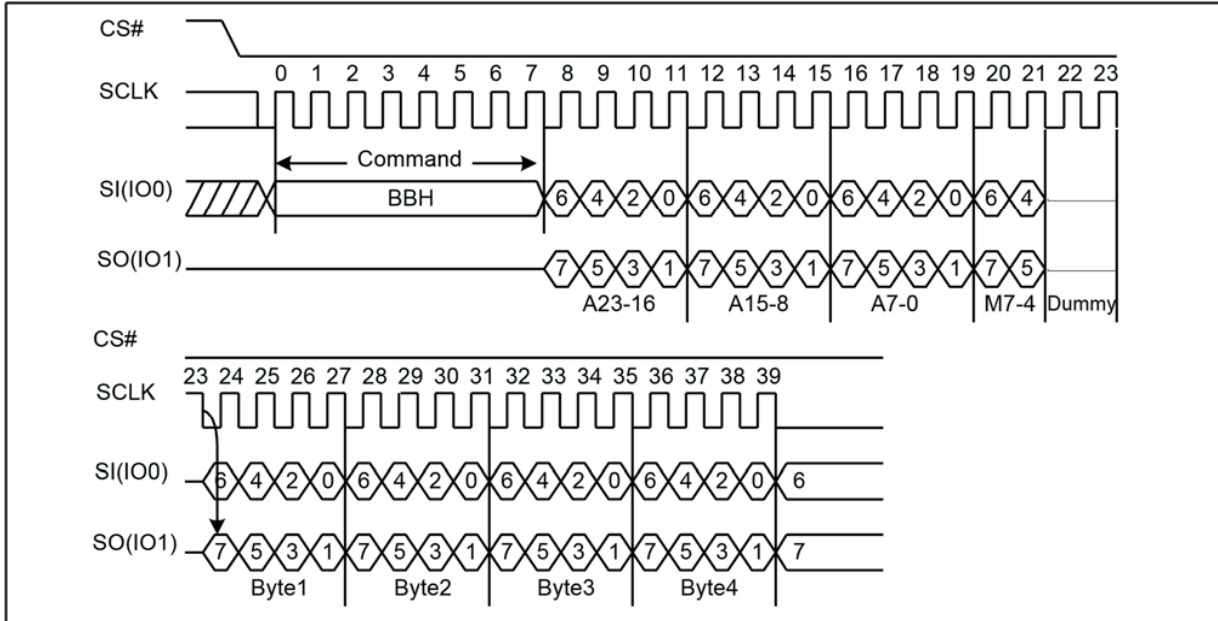 CS#
0 1 2 3 4 5 6 7 8 9 10 11 12 13 14 15 16 17 18 19 20 21 22 23
SCLK
Command
SI(IO0) BBH 6 4 2 0 6 4 2 0 6 4 2 0 6 4
SO(IO1) 7 5 3 1 7 5 3 1 7 5 3 1 7 5
A23-16 A15-8 A7-0 M7-4 Dummy
CS#
23 24 25 26 27 28 29 30 31 32 33 34 35 36 37 38 39
SCLK
SI(IO0) 6 4 2 0 6 4 2 0 6 4 2 0 6 4 2 0 6
SO(IO1) 7 5 3 1 7 5 3 1 7 5 3 1 7 5 3 1 7
Byte1 Byte2 Byte3 Byte4